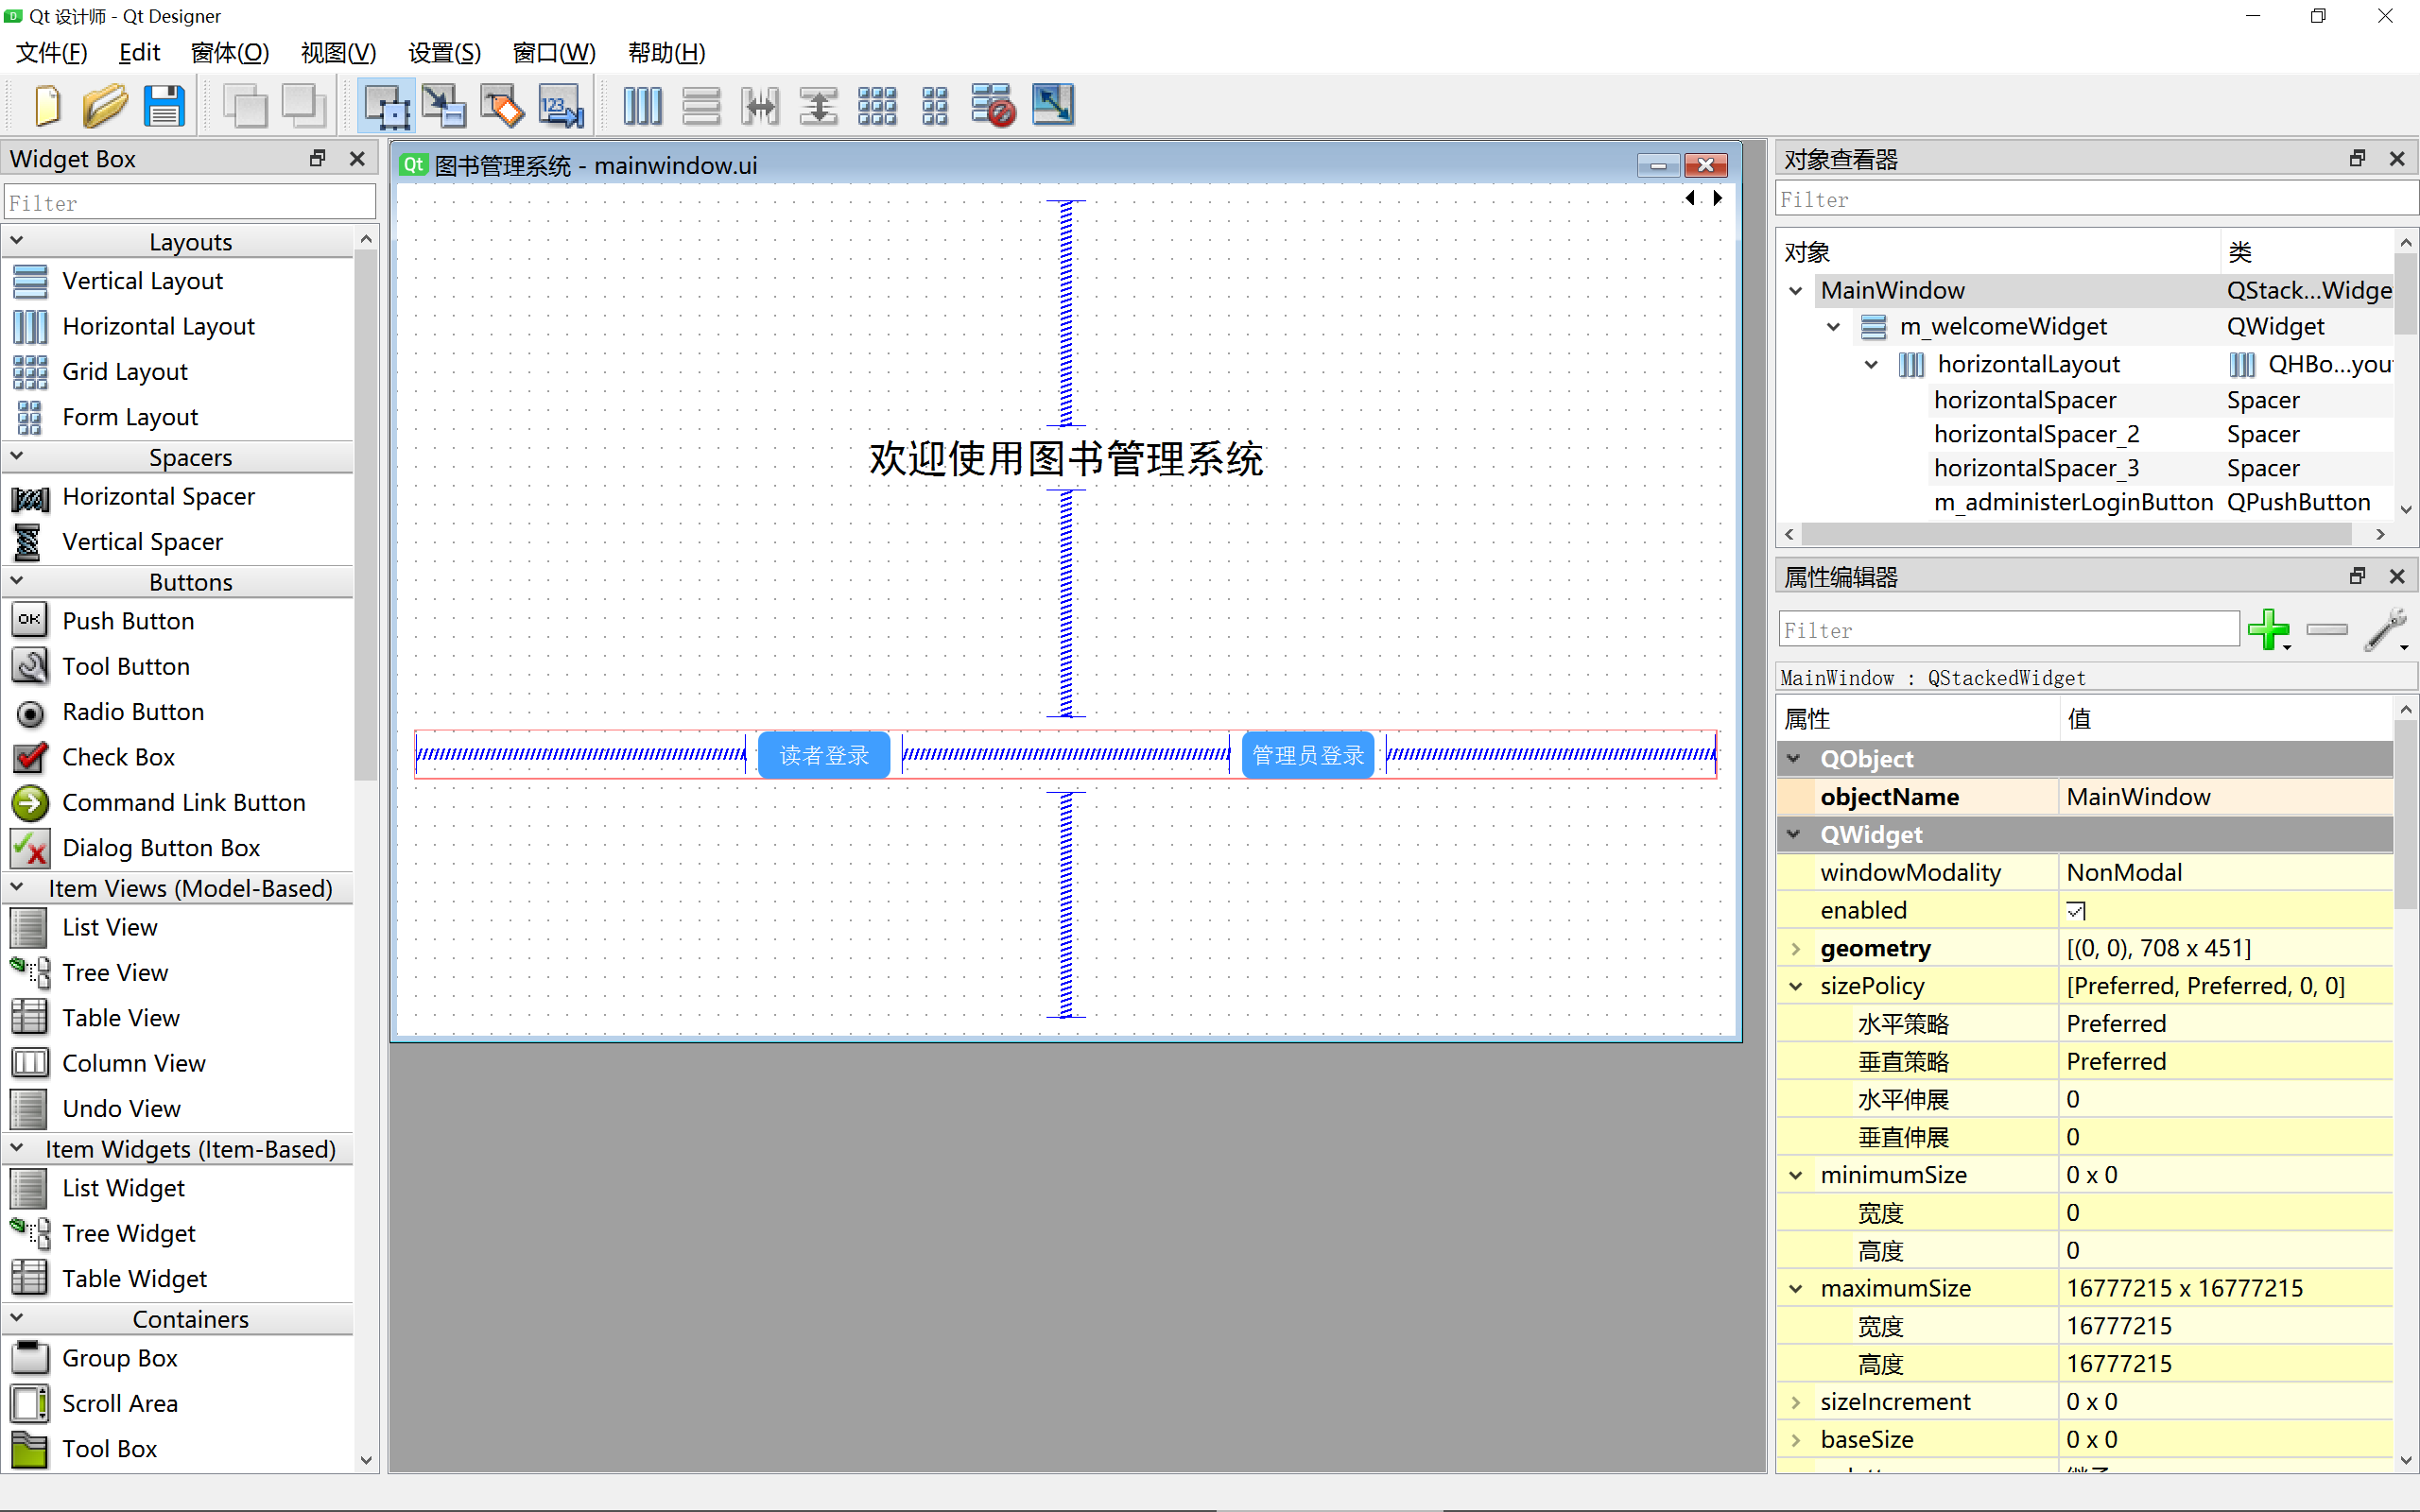 Qt 设计师 - Qt Designer
文件(F) Edit 窗体(O) 视图(V) 设置(S) 窗口(W) 帮助(H)
123
Widget Box
Filter
Layouts
Vertical Layout
Horizontal Layout
Grid Layout
Form Layout
Spacers
Horizontal Spacer
Vertical Spacer
Buttons
OK Push Button
Tool Button
Radio Button
Check Box
Command Link Button
Dialog Button Box
Item Views (Model-Based)
List View
Tree View
Table View
Column View
Undo View
Item Widgets (Item-Based)
List Widget
Tree Widget
Table Widget
Containers
Group Box
Scroll Area
Tool Box
Qt 图书管理系统 - mainwindow.ui
欢迎使用图书管理系统
读者登录 管理员登录
对象查看器
Filter
对象 类
MainWindow QStack...Widge
m_welcomeWidget QWidget
horizontalLayout QHBo...you
horizontalSpacer Spacer
horizontalSpacer_2 Spacer
horizontalSpacer_3 Spacer
m_administerLoginButton QPushButton
属性编辑器
Filter
MainWindow : QStackedWidget
属性 值
QObject
objectName MainWindow
QWidget
windowModality NonModal
enabled
geometry [(0, 0), 708 x 451]
sizePolicy [Preferred, Preferred, 0, 0]
水平策略 Preferred
垂直策略 Preferred
水平伸展 0
垂直伸展 0
minimumSize 0 x 0
宽度 0
高度 0
maximumSize 16777215 x 16777215
宽度 16777215
高度 16777215
sizeIncrement 0 x 0
baseSize 0 x 0